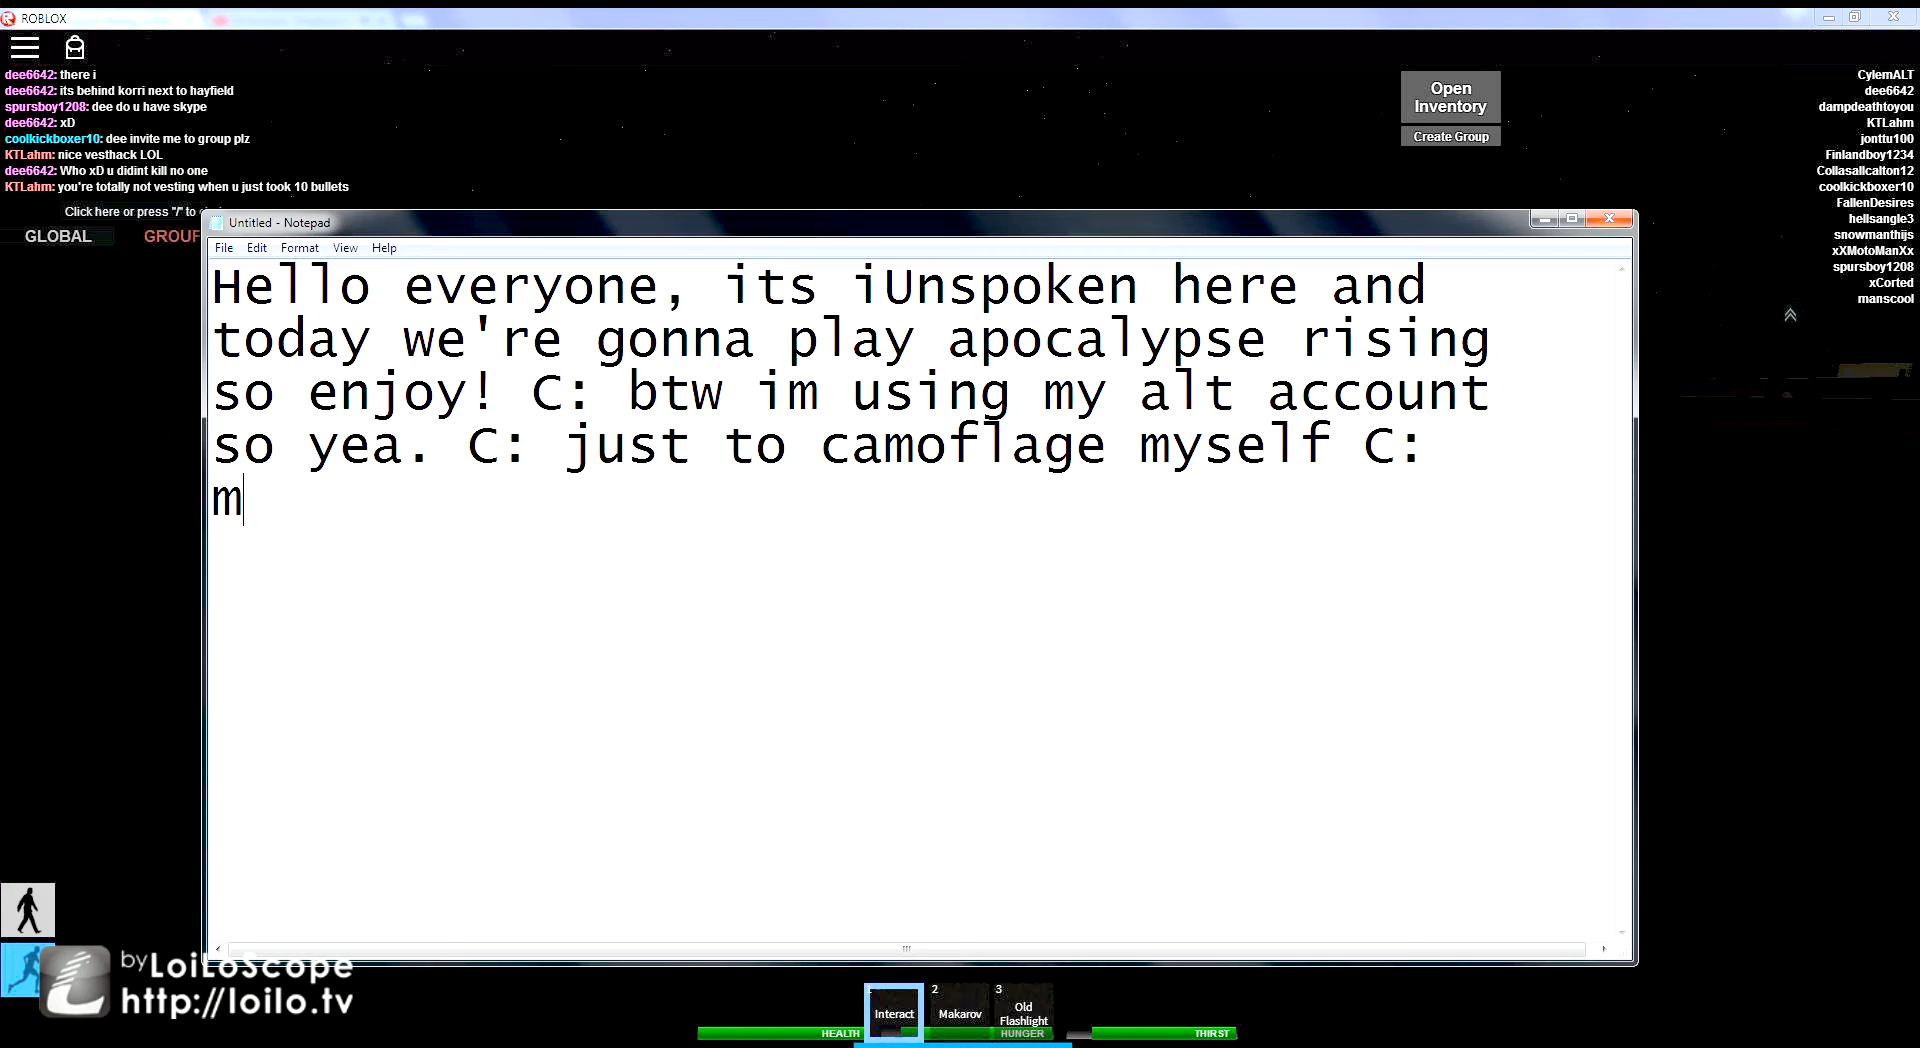 ROBLOX
dee6642: there i
dee6642: its behind korri next to hayfield
spursboy1208: dee do u have skype
dee6642: xD
coolkickboxer10: dee invite me to group plz
KTLahm: nice vesthack LOL
dee6642: Who xD u didint kill no one
KTLahm: you're totally not vesting when u just took 10 bullets
Click here or press "/" to
GLOBAL
GROUP
Open
Inventory
Create Group
CylemALT
dee6642
dampdeathtoyou
KTLahm
jonttu100
Finlandboy1234
Collasallcalton12
coolkickboxer10
FallenDesires
hellsangle3
snowmanthijs
xXMotoManXx
spursboy1208
xCorted
manscool
Untitled - Notepad
File Edit Format View Help
Hello everyone, its iUnspoken here and
today we're gonna play apocalypse rising
so enjoy! C: btw im using my alt account
so yea. C: just to camoflage myself C:
m
by LoiLoScope
http://loilo.tv
1 2 3
Interact
Makarov
Old
Flashlight
HEALTH
HUNGER
THIRST